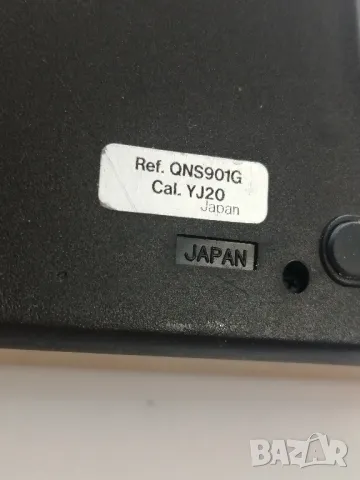 Ref. QNS901G
Cal. YJ20
Japan
JAPAN
BAZAR